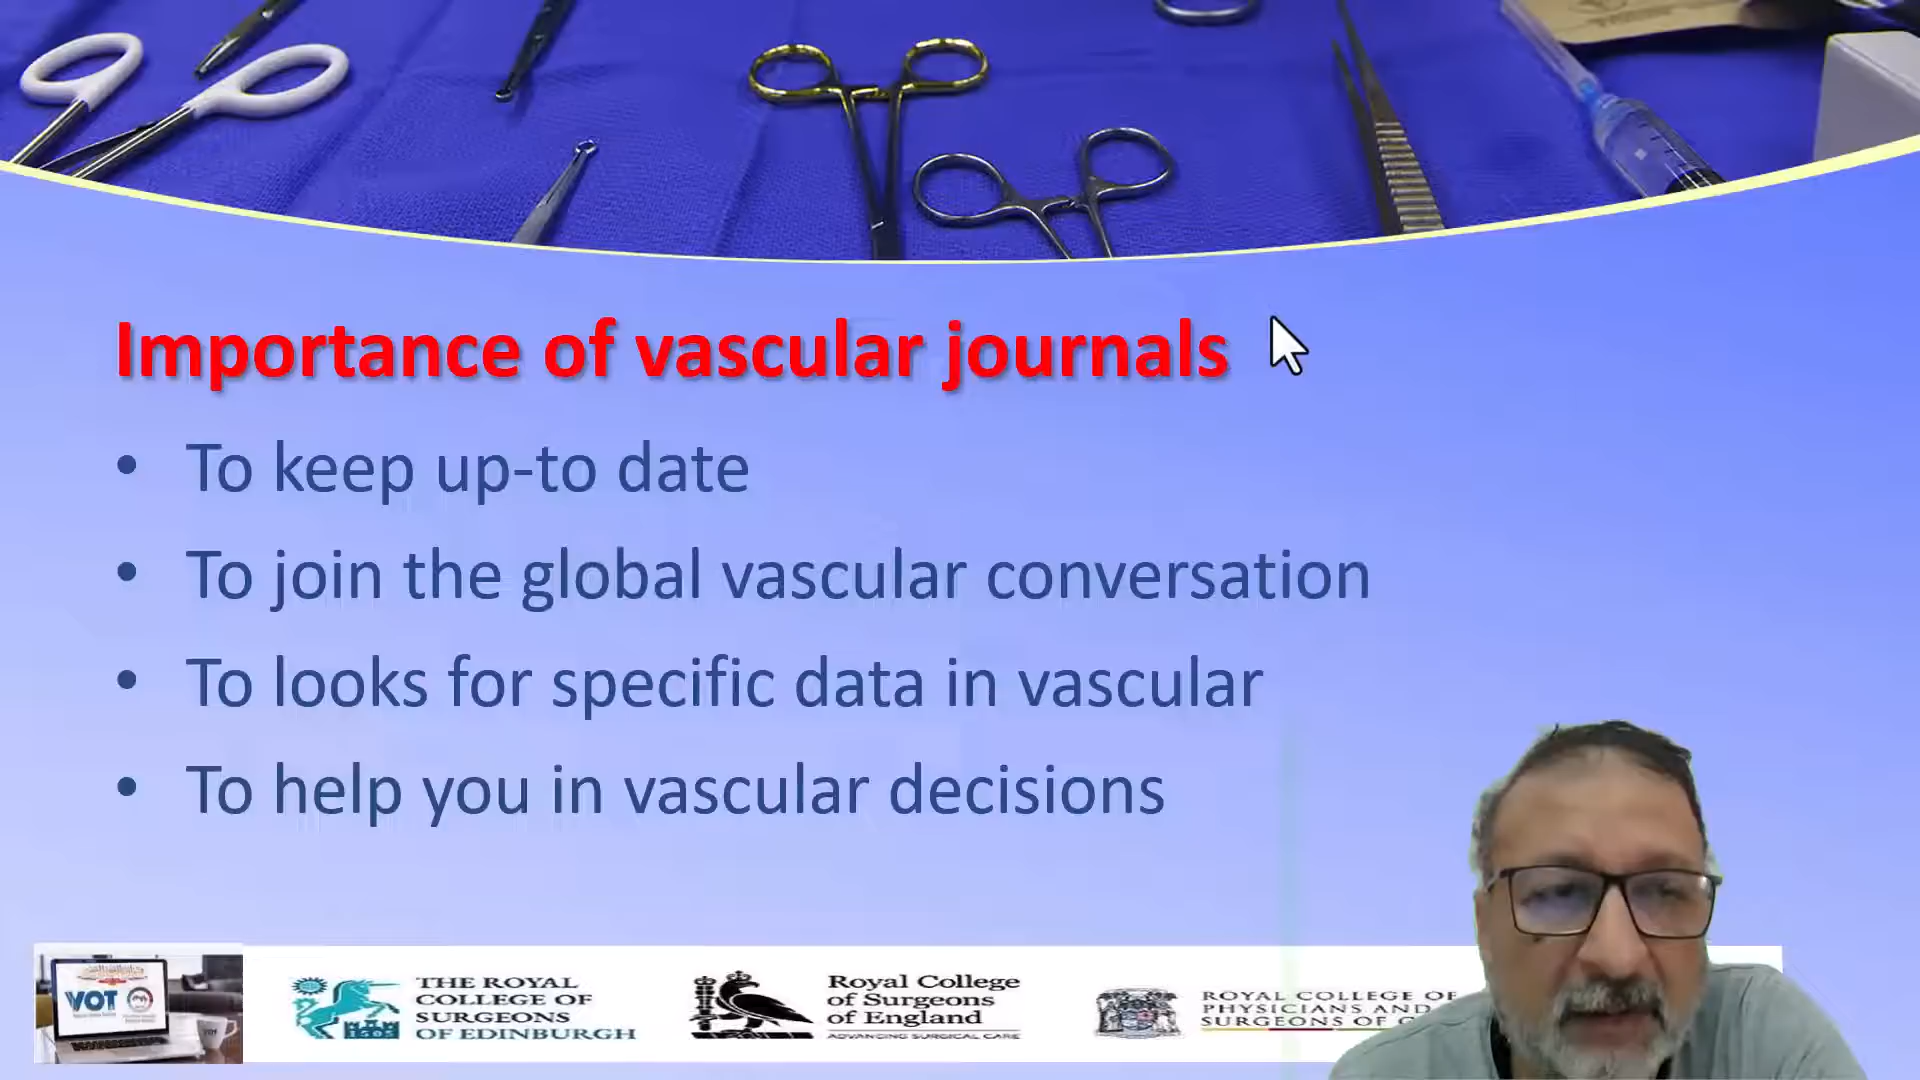 Importance of vascular journals
• To keep up-to date
• To join the global vascular conversation
• To looks for specific data in vascular
• To help you in vascular decisions
VOT
THE ROYAL
COLLEGE OF
SURGEONS
OF EDINBURGH
Royal College
of Surgeons
of England
ADVANCING SURGICAL CARE
ROYAL COLLEGE OF
PHYSICIANS AND
SURGEONS OF